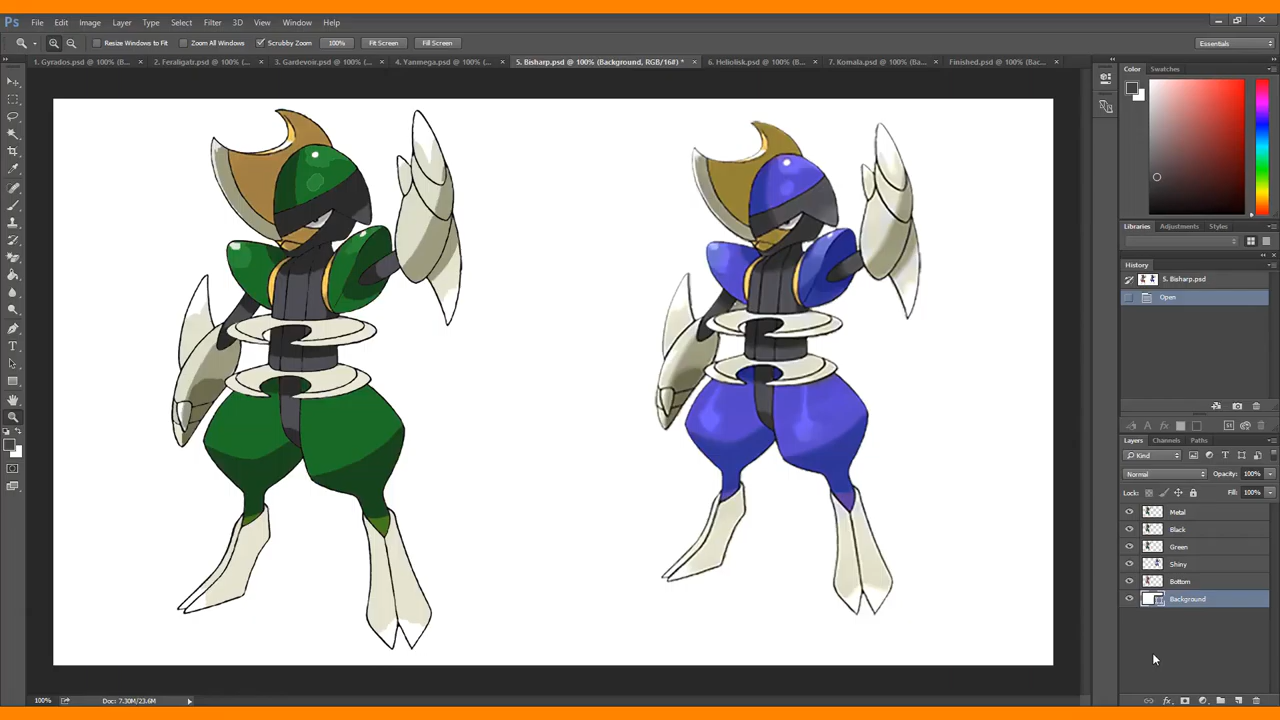 Ps File Edit Image Layer Type Select Filter 3D View Window Help
Resize Windows to Fit Zoom All Windows Scrubby Zoom 100% Fit Screen Fill Screen Essentials
1. Gyrados.psd @ 100% (B... × 2. Feraligatr.psd @ 100% (... × 3. Gardevoir.psd @ 100% (... × 4. Yanmega.psd @ 100% (... × 5. Bisharp.psd @ 100% (Background, RGB/16#) * × 6. Heliolisk.psd @ 100% (B... × 7. Komala.psd @ 100% (Bac... × Finished.psd @ 100% (Bac... ×
Color Swatches
Libraries Adjustments Styles
History
5. Bisharp.psd
Open
Layers Channels Paths
Kind
Normal Opacity: 100%
Lock: Fill: 100%
Metal
Black
Green
Shiny
Bottom
Background
100% Doc: 7.30M/23.6M